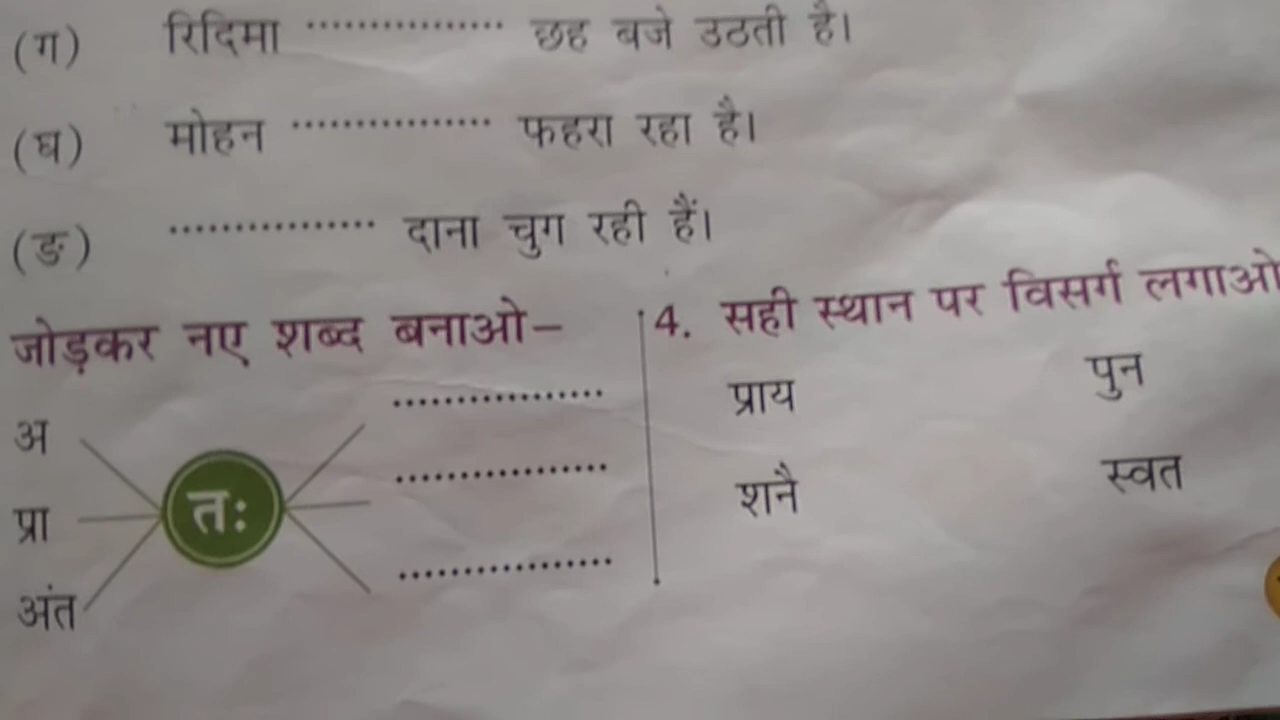 (ग) रिदिमा ................ छह बजे उठती है।
(घ) मोहन ................ फहरा रहा है।
(ङ) ................ दाना चुग रही हैं।
जोड़कर नए शब्द बनाओ–
अ ................
प्रा तः ................
अंत ................
4. सही स्थान पर विसर्ग लगाओ
प्राय पुन
शनै स्वत